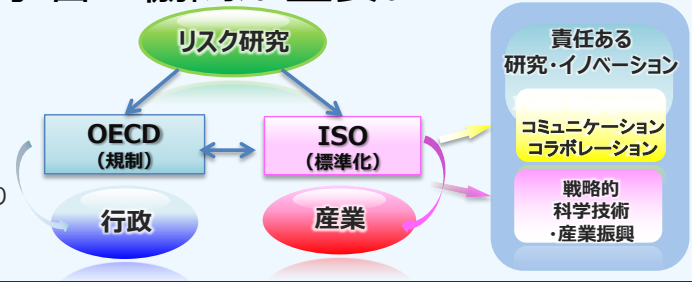 リスク研究
OECD
（規制）
ISO
（標準化）
行政
産業
責任ある
研究・イノベーション
コミュニケーション
コラボレーション
戦略的
科学技術
・産業振興